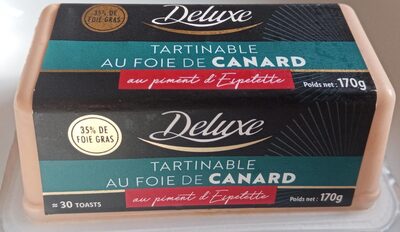 35% DE
FOIE GRAS
Deluxe
TARTINABLE
AU FOIE DE CANARD
au piment d'Espelette
Poids net : 170g
35% DE
FOIE GRAS
Deluxe
TARTINABLE
AU FOIE DE CANARD
≈ 30 TOASTS
au piment d'Espelette
Poids net : 170g